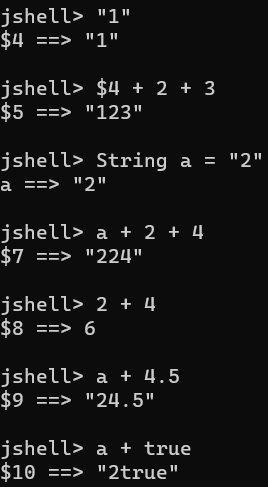 jshell> "1"
$4 ==> "1"
jshell> $4 + 2 + 3
$5 ==> "123"
jshell> String a = "2"
a ==> "2"
jshell> a + 2 + 4
$7 ==> "224"
jshell> 2 + 4
$8 ==> 6
jshell> a + 4.5
$9 ==> "24.5"
jshell> a + true
$10 ==> "2true"